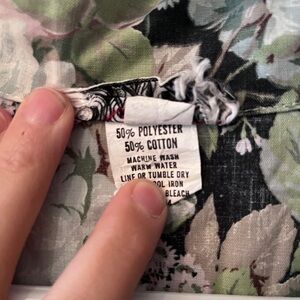 50% POLYESTER
50% COTTON
MACHINE WASH
WARM WATER
LINE OR TUMBLE DRY
IRON
BLEACH